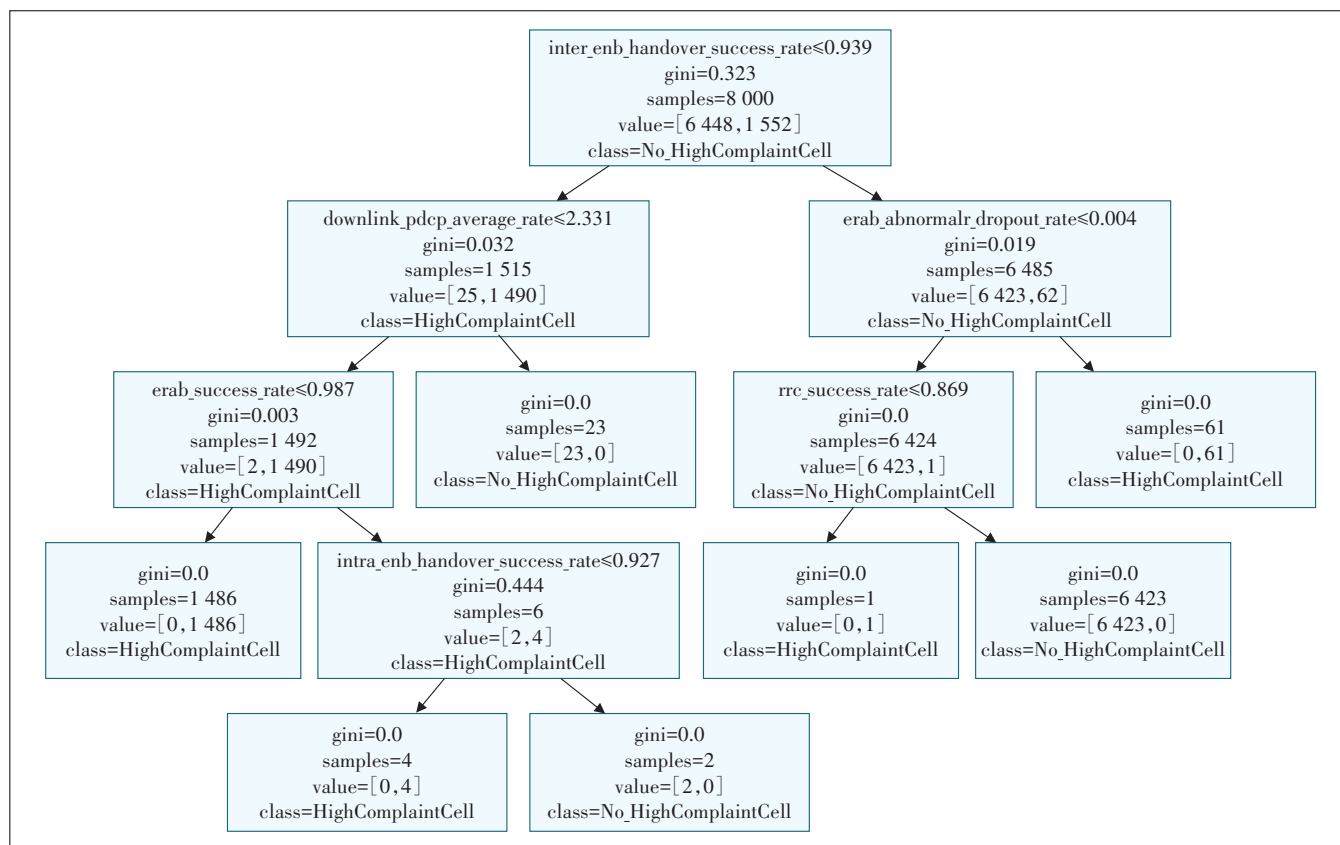 inter_enb_handover_success_rate≤0.939
gini=0.323
samples=8 000
value=[6 448,1 552]
class=No_HighComplaintCell
downlink_pdcp_average_rate≤2.331
gini=0.032
samples=1 515
value=[25,1 490]
class=HighComplaintCell
erab_abnormalr_dropout_rate≤0.004
gini=0.019
samples=6 485
value=[6 423,62]
class=No_HighComplaintCell
erab_success_rate≤0.987
gini=0.003
samples=1 492
value=[2,1 490]
class=HighComplaintCell
gini=0.0
samples=23
value=[23,0]
class=No_HighComplaintCell
rrc_success_rate≤0.869
gini=0.0
samples=6 424
value=[6 423,1]
class=No_HighComplaintCell
gini=0.0
samples=61
value=[0,61]
class=HighComplaintCell
gini=0.0
samples=1 486
value=[0,1 486]
class=HighComplaintCell
intra_enb_handover_success_rate≤0.927
gini=0.444
samples=6
value=[2,4]
class=HighComplaintCell
gini=0.0
samples=1
value=[0,1]
class=HighComplaintCell
gini=0.0
samples=6 423
value=[6 423,0]
class=No_HighComplaintCell
gini=0.0
samples=4
value=[0,4]
class=HighComplaintCell
gini=0.0
samples=2
value=[2,0]
class=No_HighComplaintCell